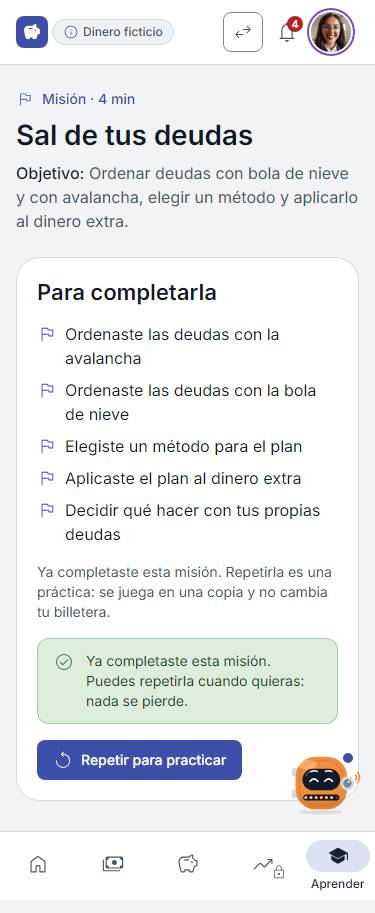 Dinero ficticio
4
Misión · 4 min
Sal de tus deudas
Objetivo: Ordenar deudas con bola de nieve
y con avalancha, elegir un método y aplicarlo
al dinero extra.
Para completarla
Ordenaste las deudas con la
avalancha
Ordenaste las deudas con la bola
de nieve
Elegiste un método para el plan
Aplicaste el plan al dinero extra
Decidir qué hacer con tus propias
deudas
Ya completaste esta misión. Repetirla es una
práctica: se juega en una copia y no cambia
tu billetera.
Ya completaste esta misión.
Puedes repetirla cuando quieras:
nada se pierde.
Repetir para practicar
Aprender